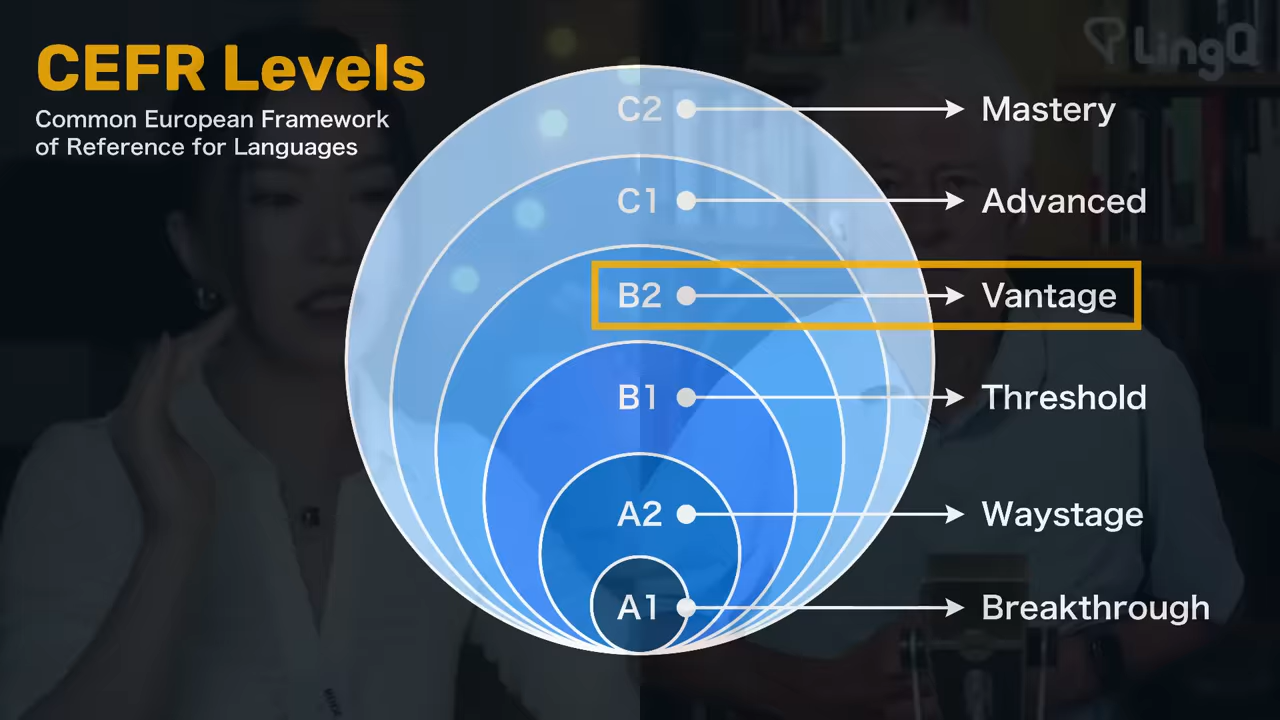 CEFR Levels
Common European Framework
of Reference for Languages
LingQ
C2 Mastery
C1 Advanced
B2 Vantage
B1 Threshold
A2 Waystage
A1 Breakthrough